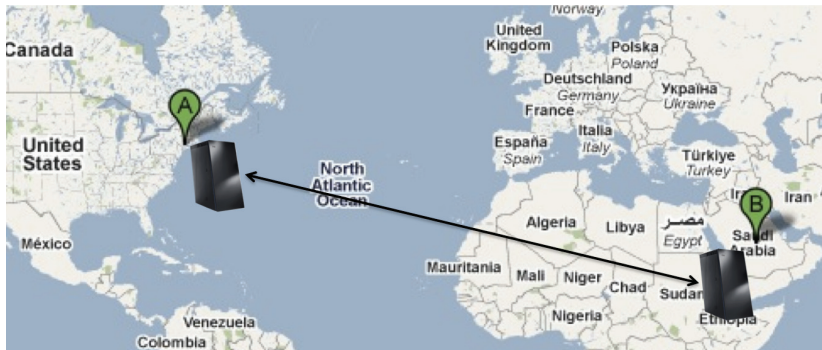 Norway
Canada
United
Kingdom
Polska
Poland
Deutschland
Germany
Україна
Ukraine
France
A
United
States
España
Spain
Italia
Italy
Türkiye
Turkey
North
Atlantic
Ocean
Iran
B
Algeria
Libya
مصر
Egypt
Saudi
Arabia
México
Mauritania
Mali
Niger
Chad
Sudan
Nigeria
Ethiopia
Venezuela
Colombia